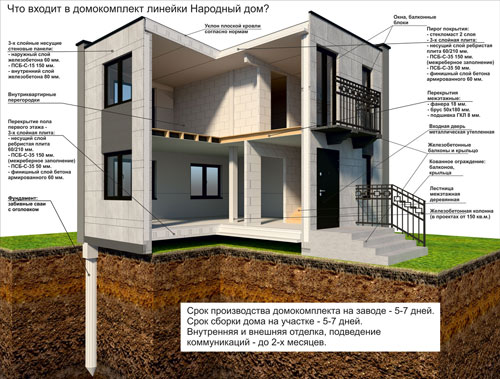 Что входит в домокомплект линейки Народный дом?
3-х слойные несущие
стеновые панели:
- наружный слой
железобетона 60 мм.
- ПСБ-С-15 150 мм.
- внутренний слой
железобетона 80 мм.
Внутриквартирные
перегородки
Перекрытие пола
первого этажа -
3-х слойная плита:
- несущий слой
ребристая плита
60/210 мм.
- ПСБ-С-35 150 мм
(межреберное заполнение)
- ПСБ-С-35 50 мм.
- финишный слой бетона
армированного 60 мм.
Фундамент:
забивные сваи
с оголовком
Уклон плоской кровли
согласно нормам
Окна, балконные
блоки
Пирог покрытия:
- стекломаст 2 слоя
- 3-х слойная плита:
- несущий слой ребристая
плита 60/210 мм.
- ПСБ-С-35 150 мм
(межреберное заполнение)
- ПСБ-С-35 50 мм.
- финишный слой бетона
армированного 60 мм.
Перекрытия
межэтажные:
- фанера 18 мм.
- брус 50х180 мм.
- подшивка ГКЛ 8 мм.
Входная дверь
металлическая утепленная
Железобетонные
балконы и крыльцо
Кованное ограждение:
балконов,
крыльца
Лестница
межэтажная
деревянная
Железобетонная колонна
(в проектах от 150 кв.м.)
Срок производства домокомплекта на заводе - 5-7 дней.
Срок сборки дома на участке - 5-7 дней.
Внутренняя и внешняя отделка, подведение
коммуникаций - до 2-х месяцев.